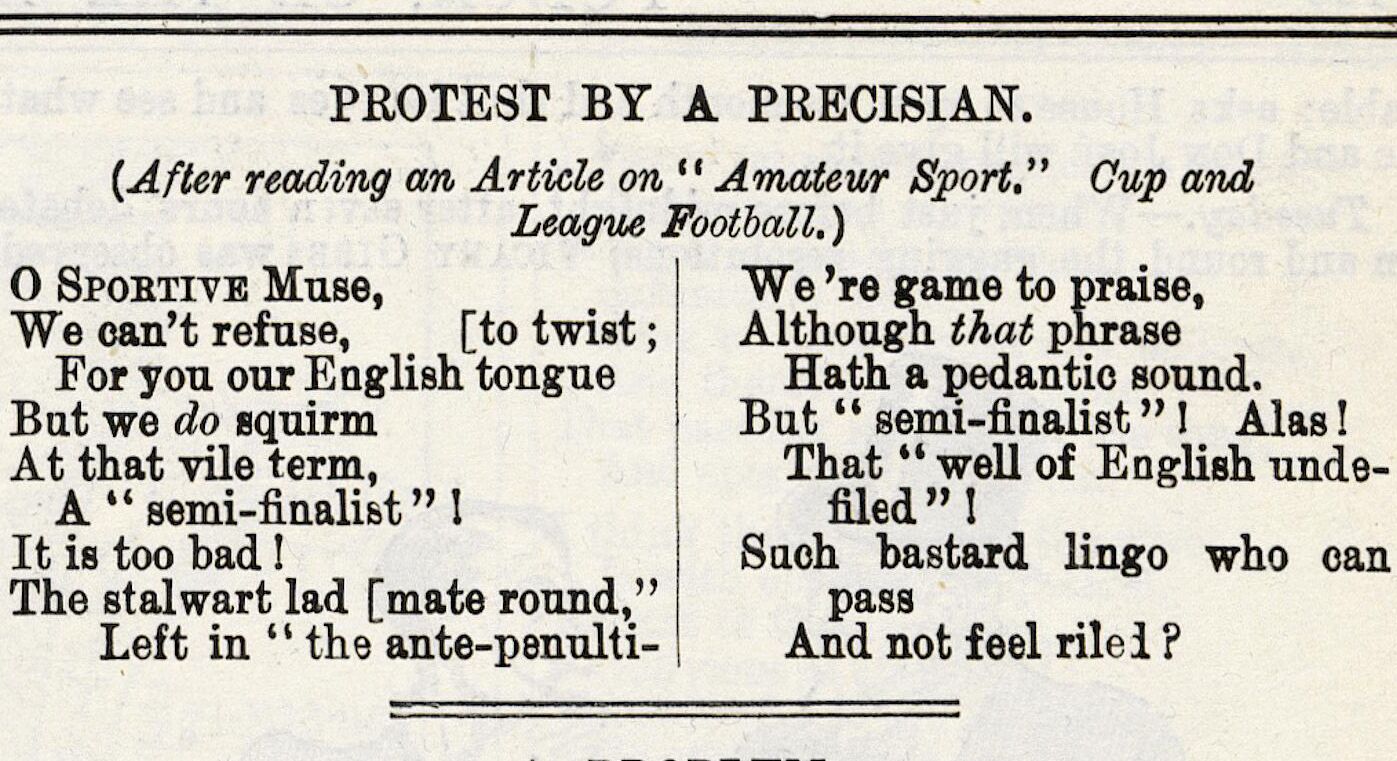 PROTEST BY A PRECISIAN.
(After reading an Article on "Amateur Sport." Cup and
League Football.)
O SPORTIVE Muse,
We can't refuse, [to twist;
For you our English tongue
But we do squirm
At that vile term,
A "semi-finalist"!
It is too bad!
The stalwart lad [mate round,"
Left in "the ante-penulti-
We're game to praise,
Although that phrase
Hath a pedantic sound.
But "semi-finalist"! Alas!
That "well of English unde-
filed"!
Such bastard lingo who can
pass
And not feel riled?